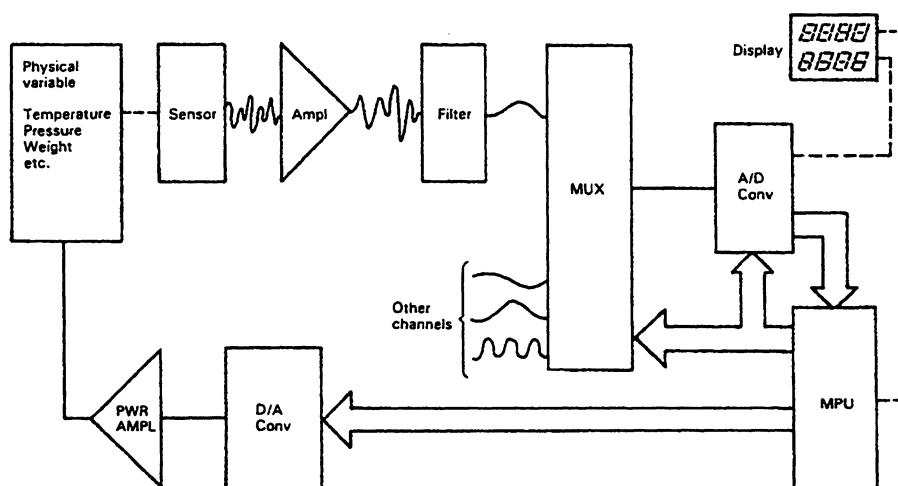 Physical
variable
Temperature
Pressure
Weight
etc.
Sensor
Ampl
Filter
MUX
Display
A/D
Conv
Other
channels
PWR
AMPL
D/A
Conv
MPU